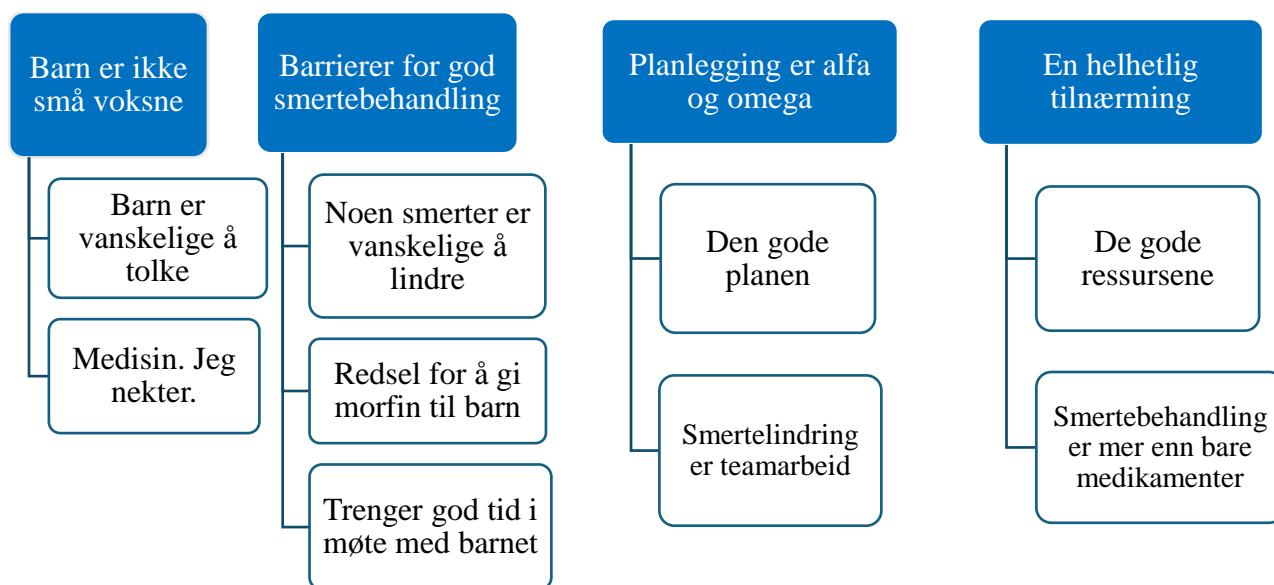 Barn er ikke
små voksne
Barn er
vanskelige å
tolke
Medisin. Jeg
nekter.
Barrierer for god
smertebehandling
Noen smerter er
vanskelige å
lindre
Redsel for å gi
morfin til barn
Trenger god tid i
møte med barnet
Planlegging er alfa
og omega
Den gode
planen
Smertelindring
er teamarbeid
En helhetlig
tilnærming
De gode
ressursene
Smertebehandling
er mer enn bare
medikamenter